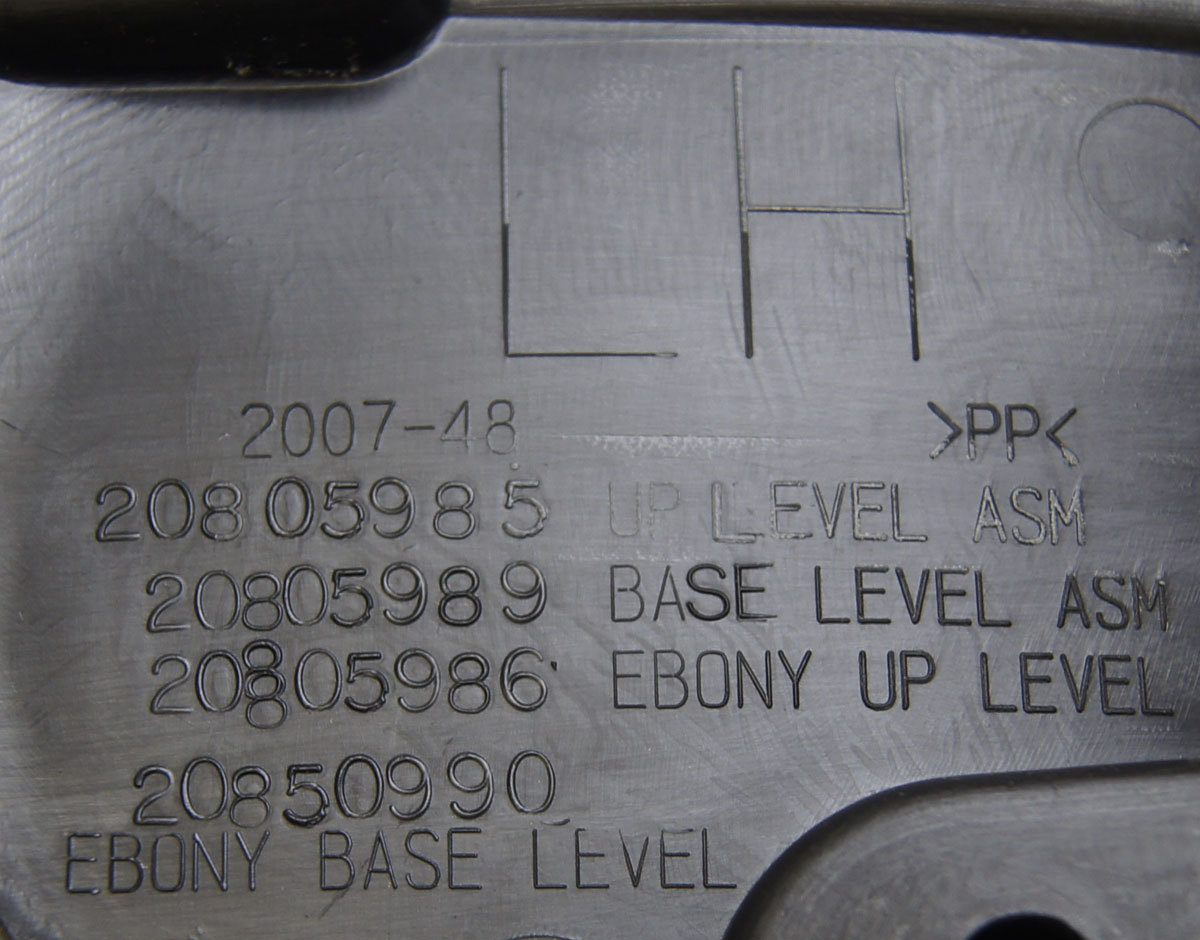 LH
2007-48 >PP<
20805985 UP LEVEL ASM
20805989 BASE LEVEL ASM
20805986 EBONY UP LEVEL
20850990
EBONY BASE LEVEL